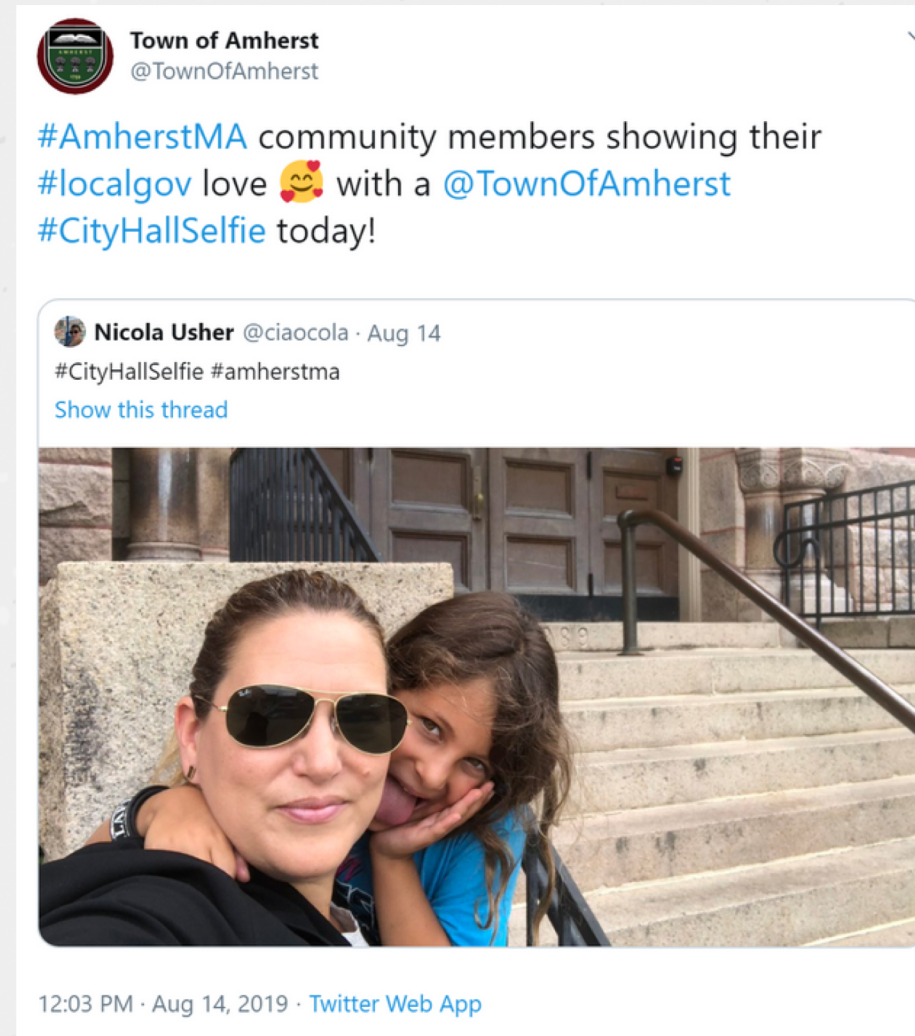 Town of Amherst
@TownOfAmherst
#AmherstMA community members showing their
#localgov love 🥰 with a @TownOfAmherst
#CityHallSelfie today!
Nicola Usher @ciaocola · Aug 14
#CityHallSelfie #amherstma
Show this thread
12:03 PM · Aug 14, 2019 · Twitter Web App